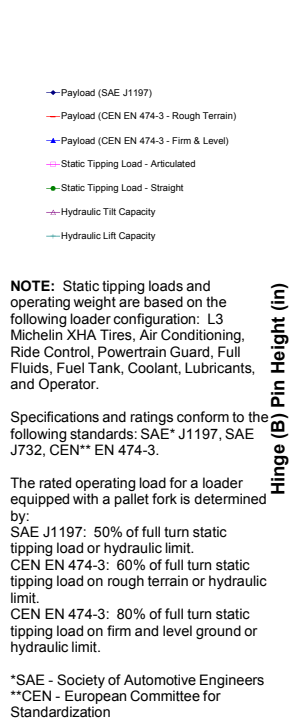 Payload (SAE J1197)
Payload (CEN EN 474-3 - Rough Terrain)
Payload (CEN EN 474-3 - Firm & Level)
Static Tipping Load - Articulated
Static Tipping Load - Straight
Hydraulic Tilt Capacity
Hydraulic Lift Capacity
NOTE: Static tipping loads and
operating weight are based on the
following loader configuration: L3
Michelin XHA Tires, Air Conditioning,
Ride Control, Powertrain Guard, Full
Fluids, Fuel Tank, Coolant, Lubricants,
and Operator.
Specifications and ratings conform to the
following standards: SAE* J1197, SAE
J732, CEN** EN 474-3.
The rated operating load for a loader
equipped with a pallet fork is determined
by:
SAE J1197: 50% of full turn static
tipping load or hydraulic limit.
CEN EN 474-3: 60% of full turn static
tipping load on rough terrain or hydraulic
limit.
CEN EN 474-3: 80% of full turn static
tipping load on firm and level ground or
hydraulic limit.
*SAE - Society of Automotive Engineers
**CEN - European Committee for
Standardization
Hinge (B) Pin Height (in)